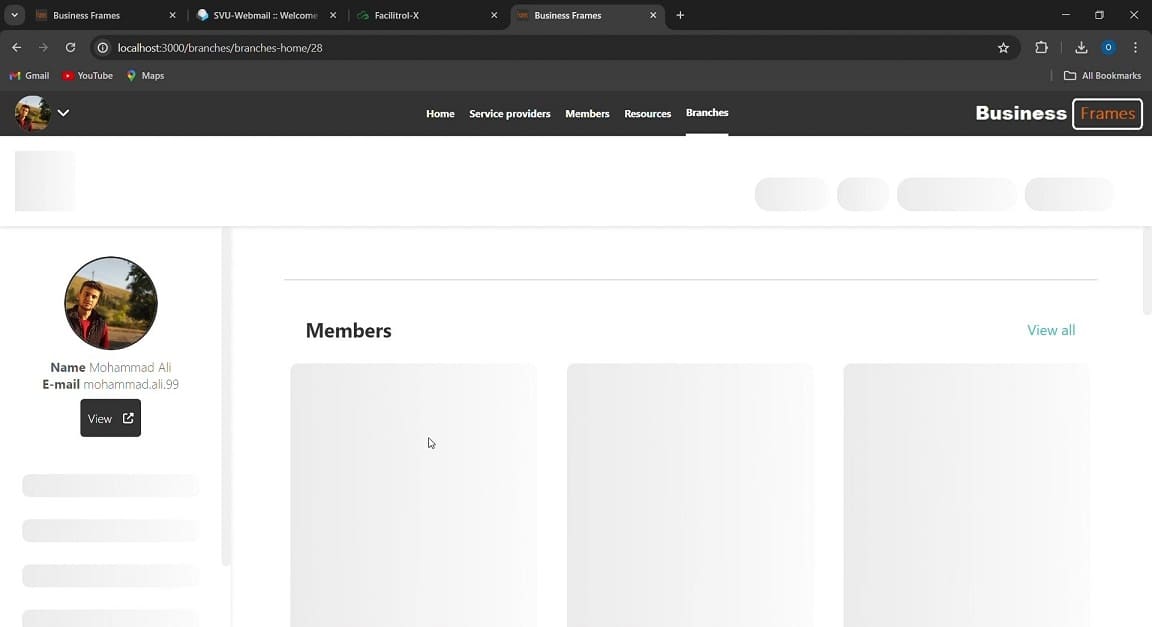 Business Frames
SVU-Webmail :: Welcome
Facilitrol-X
Business Frames
localhost:3000/branches/branches-home/28
O
Gmail
YouTube
Maps
All Bookmarks
Home
Service providers
Members
Resources
Branches
Business Frames
Name Mohammad Ali
E-mail mohammad.ali.99
View
Members
View all